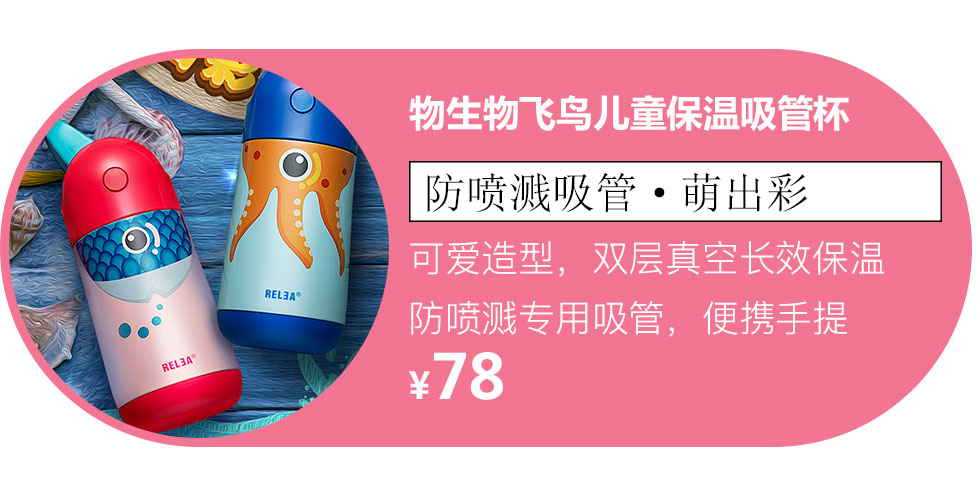 物生物飞鸟儿童保温吸管杯
防喷溅吸管·萌出彩
可爱造型，双层真空长效保温
防喷溅专用吸管，便携手提
¥78
RELEA®
RELEA®